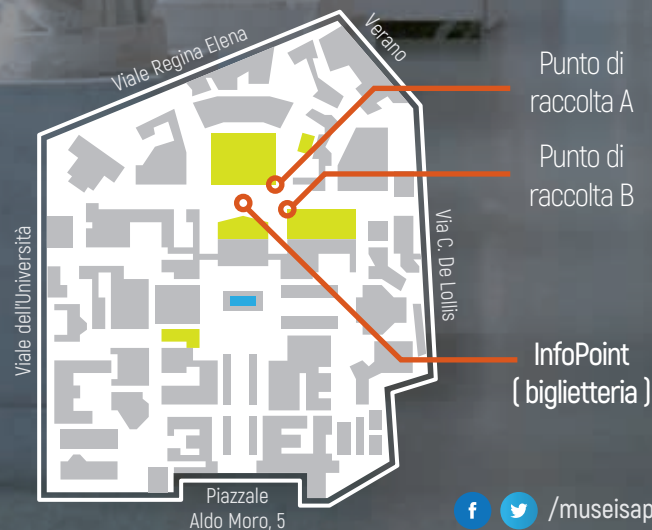 Viale Regina Elena
Verano
Punto di
raccolta A
Punto di
raccolta B
Viale dell'Università
Via C. De Lollis
InfoPoint
( biglietteria )
Piazzale
Aldo Moro, 5
/museisap